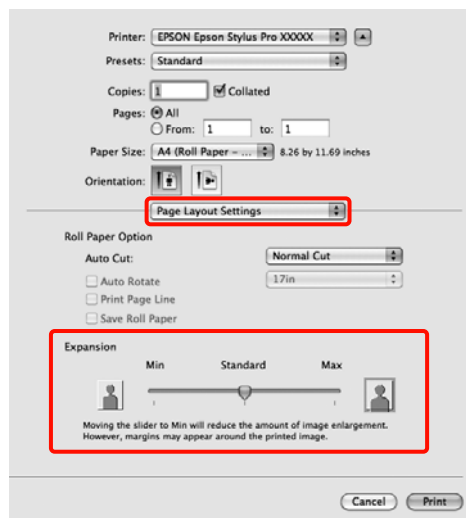 Printer: EPSON Epson Stylus Pro XXXXX
Presets: Standard
Copies: 1 Collated
Pages: All
From: 1 to: 1
Paper Size: A4 (Roll Paper – ... 8.26 by 11.69 inches
Orientation:
Page Layout Settings
Roll Paper Option
Auto Cut: Normal Cut
Auto Rotate 17in
Print Page Line
Save Roll Paper
Expansion
Min Standard Max
Moving the slider to Min will reduce the amount of image enlargement.
However, margins may appear around the printed image.
Cancel Print